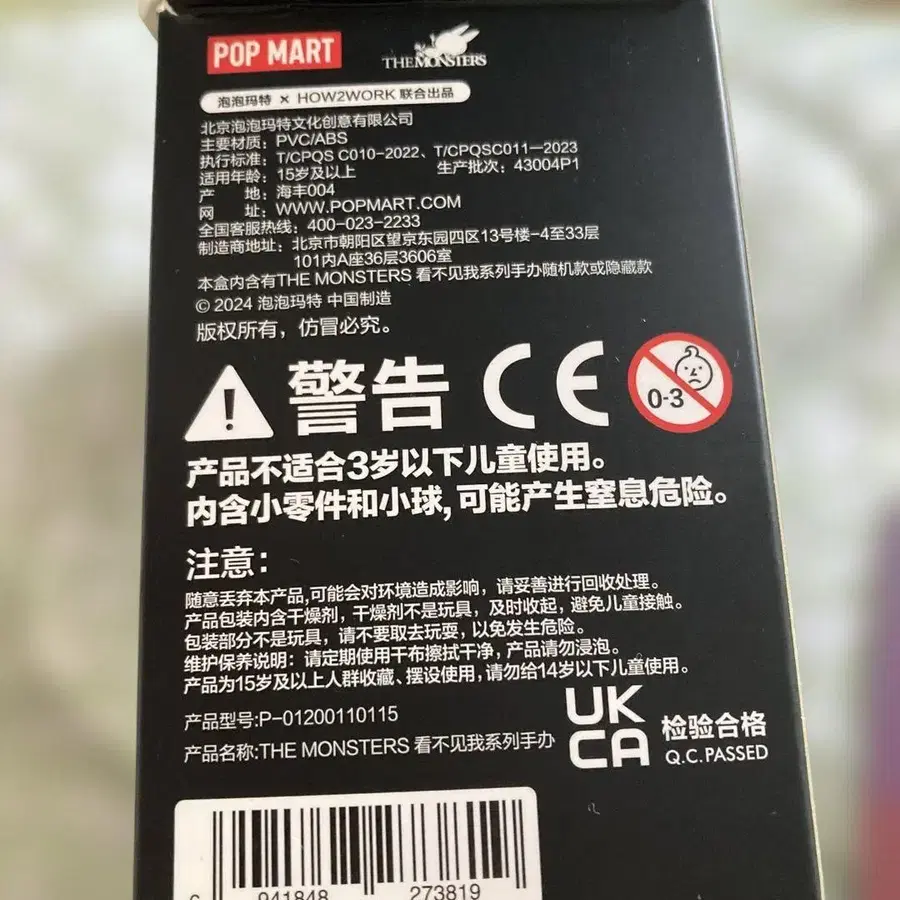 POP MART
THE MONSTERS
泡泡玛特 × HOW2WORK 联合出品
北京泡泡玛特文化创意有限公司
主要材质：PVC/ABS
执行标准：T/CPQS C010-2022、T/CPQSC011—2023
适用年龄：15岁及以上 生产批次：43004P1
产 地：海丰004
网 址：WWW.POPMART.COM
全国客服热线：400-023-2233
制造商地址：北京市朝阳区望京东园四区13号楼-4至33层
101内A座36层3606室
本盒内含有THE MONSTERS 看不见我系列手办随机款或隐藏款
© 2024 泡泡玛特 中国制造
版权所有，仿冒必究。
警告 CE 0-3
产品不适合3岁以下儿童使用。
内含小零件和小球，可能产生窒息危险。
注意：
随意丢弃本产品,可能会对环境造成影响，请妥善进行回收处理。
产品包装内含干燥剂，干燥剂不是玩具，及时收起，避免儿童接触。
包装部分不是玩具，请不要取去玩耍，以免发生危险。
维护保养说明：请定期使用干布擦拭干净，产品请勿浸泡。
产品为15岁及以上人群收藏、摆设使用，请勿给14岁以下儿童使用。
产品型号:P-01200110115
产品名称:THE MONSTERS 看不见我系列手办
UK
CA
检验合格
Q.C.PASSED
6 941848 273819